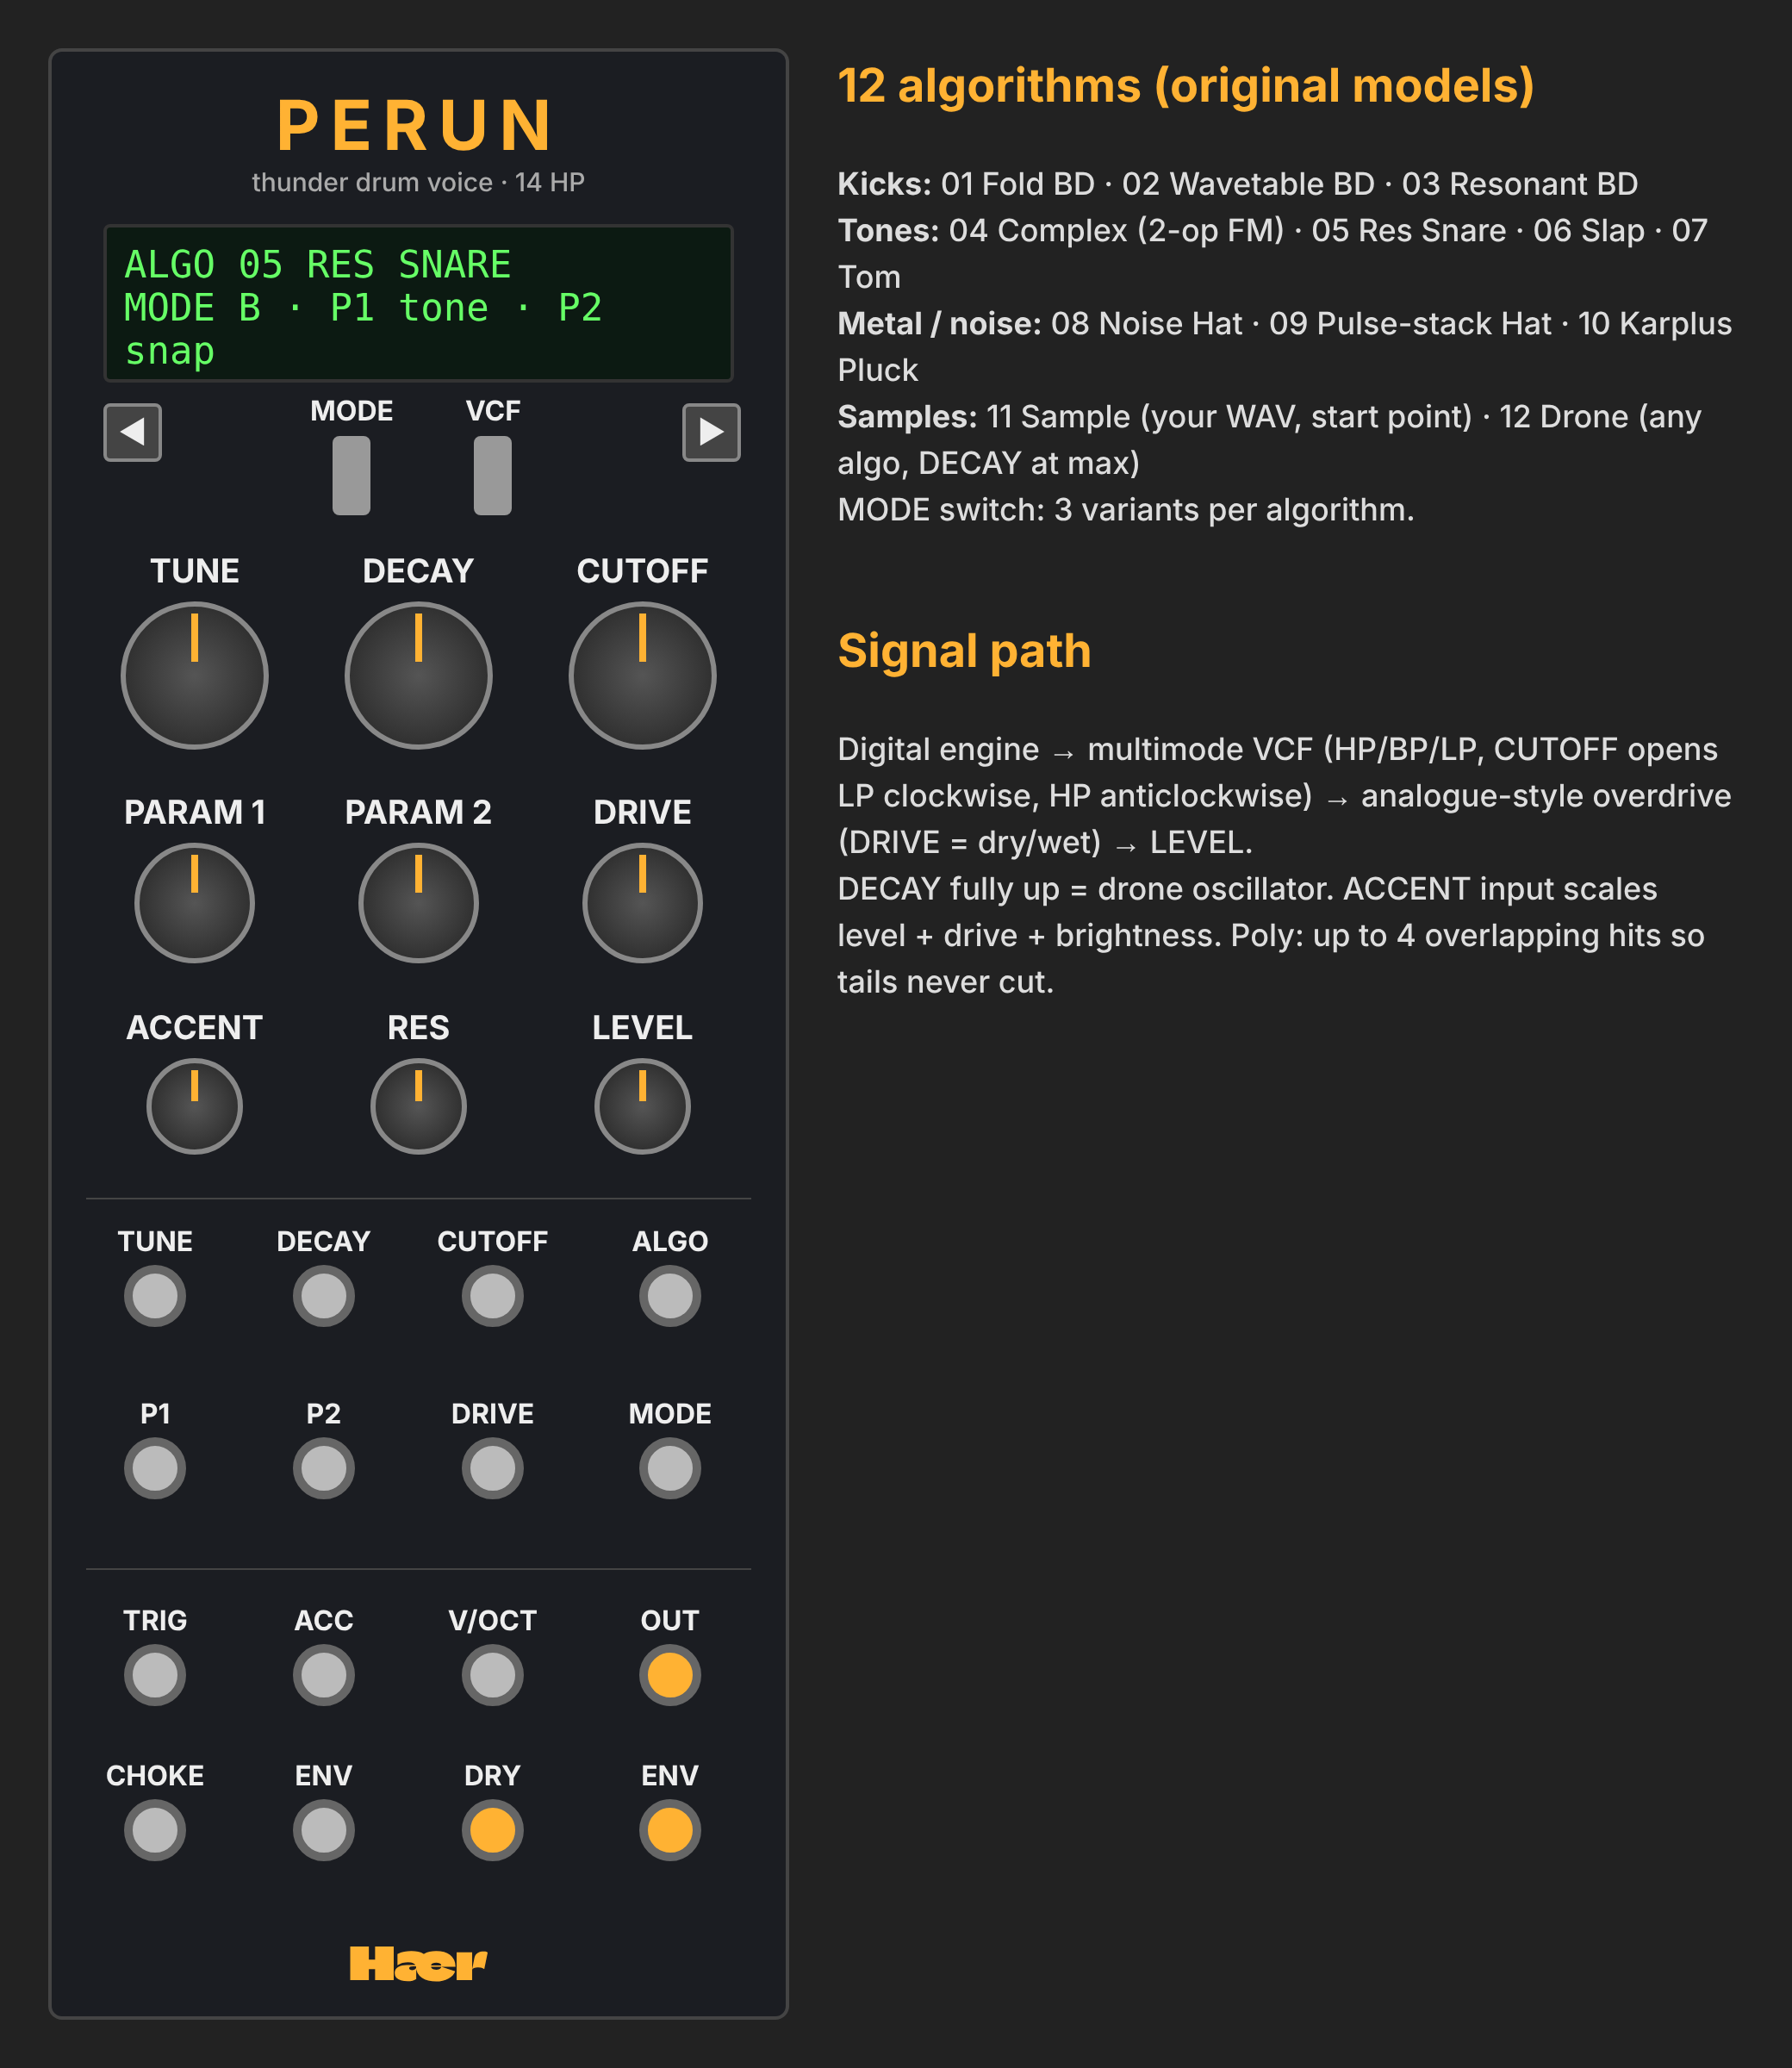 PERUN
thunder drum voice · 14 HP
ALGO 05 RES SNARE
MODE B · P1 tone · P2
snap
MODE VCF
TUNE DECAY CUTOFF
PARAM 1 PARAM 2 DRIVE
ACCENT RES LEVEL
TUNE DECAY CUTOFF ALGO
P1 P2 DRIVE MODE
TRIG ACC V/OCT OUT
CHOKE ENV DRY ENV
Hær
12 algorithms (original models)
Kicks: 01 Fold BD · 02 Wavetable BD · 03 Resonant BD
Tones: 04 Complex (2-op FM) · 05 Res Snare · 06 Slap · 07
Tom
Metal / noise: 08 Noise Hat · 09 Pulse-stack Hat · 10 Karplus
Pluck
Samples: 11 Sample (your WAV, start point) · 12 Drone (any
algo, DECAY at max)
MODE switch: 3 variants per algorithm.
Signal path
Digital engine → multimode VCF (HP/BP/LP, CUTOFF opens
LP clockwise, HP anticlockwise) → analogue-style overdrive
(DRIVE = dry/wet) → LEVEL.
DECAY fully up = drone oscillator. ACCENT input scales
level + drive + brightness. Poly: up to 4 overlapping hits so
tails never cut.